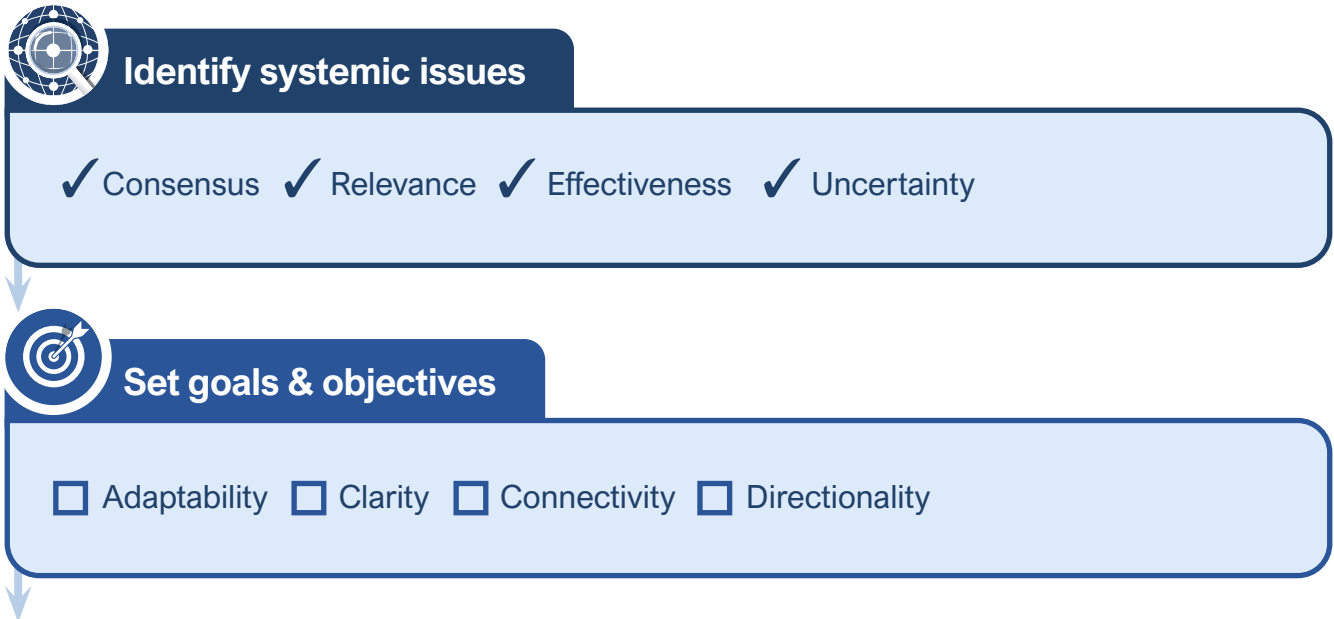 Identify systemic issues
✓ Consensus ✓ Relevance ✓ Effectiveness ✓ Uncertainty
Set goals & objectives
☐ Adaptability ☐ Clarity ☐ Connectivity ☐ Directionality